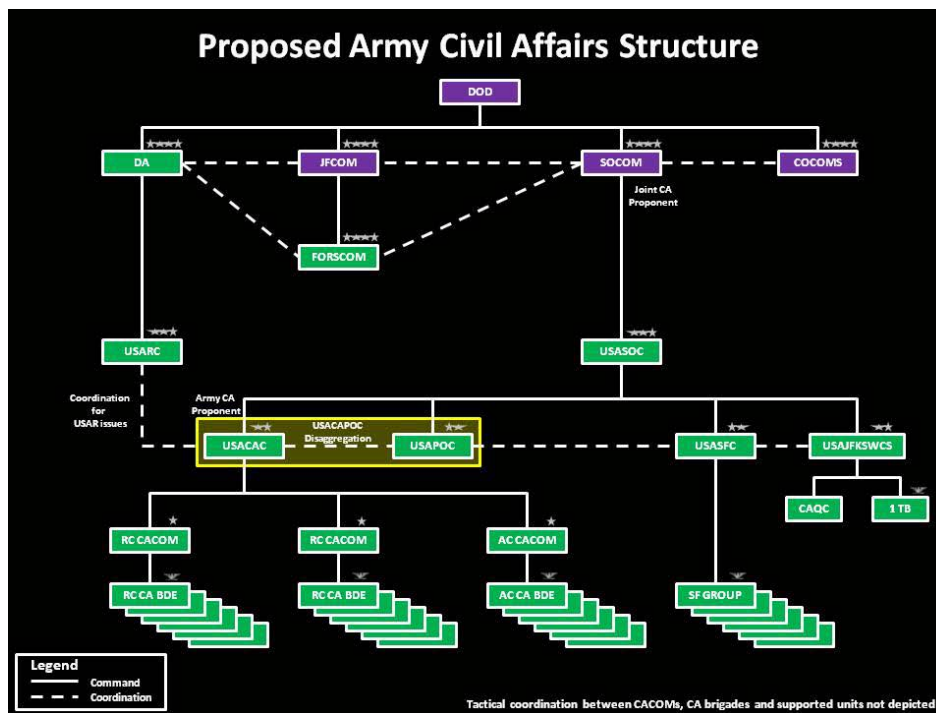 Proposed Army Civil Affairs Structure
DOD
DA
JFCOM
SOCOM
COCOMS
Joint CA
Proponent
FORSCOM
USARC
USASOC
Coordination
for
USAR issues
Army CA
Proponent
USACAPOC
Disaggregation
USACAC
USAPOC
USASFC
USAJFKSWCS
CAQC
1 TB
RC CACOM
RC CACOM
AC CACOM
RC CA BDE
RC CA BDE
AC CA BDE
SF GROUP
Legend
Command
Coordination
Tactical coordination between CACOMs, CA brigades and supported units not depicted